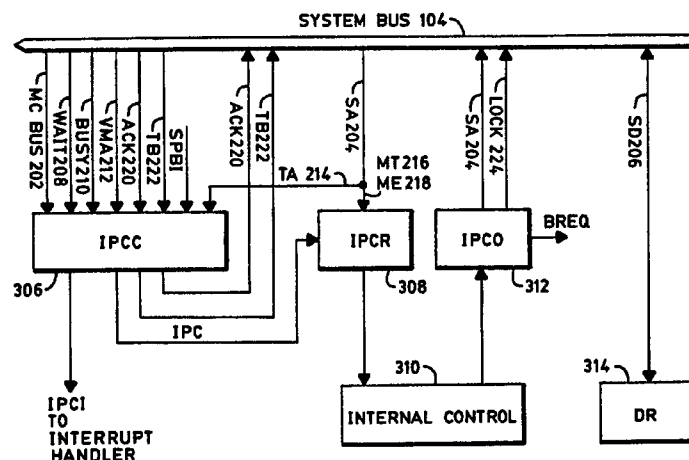 SYSTEM BUS 104
MC BUS 202
WAIT 208
BUSY 210
VMA 212
ACK 220
TB 222
SPBI
ACK 220
TB 222
SA 204
SA 204
LOCK 224
SD 206
TA 214
MT 216
ME 218
IPCC
IPCR
IPCO
BREQ
306
308
312
IPC
310
314
INTERNAL CONTROL
DR
IPCI
TO
INTERRUPT
HANDLER